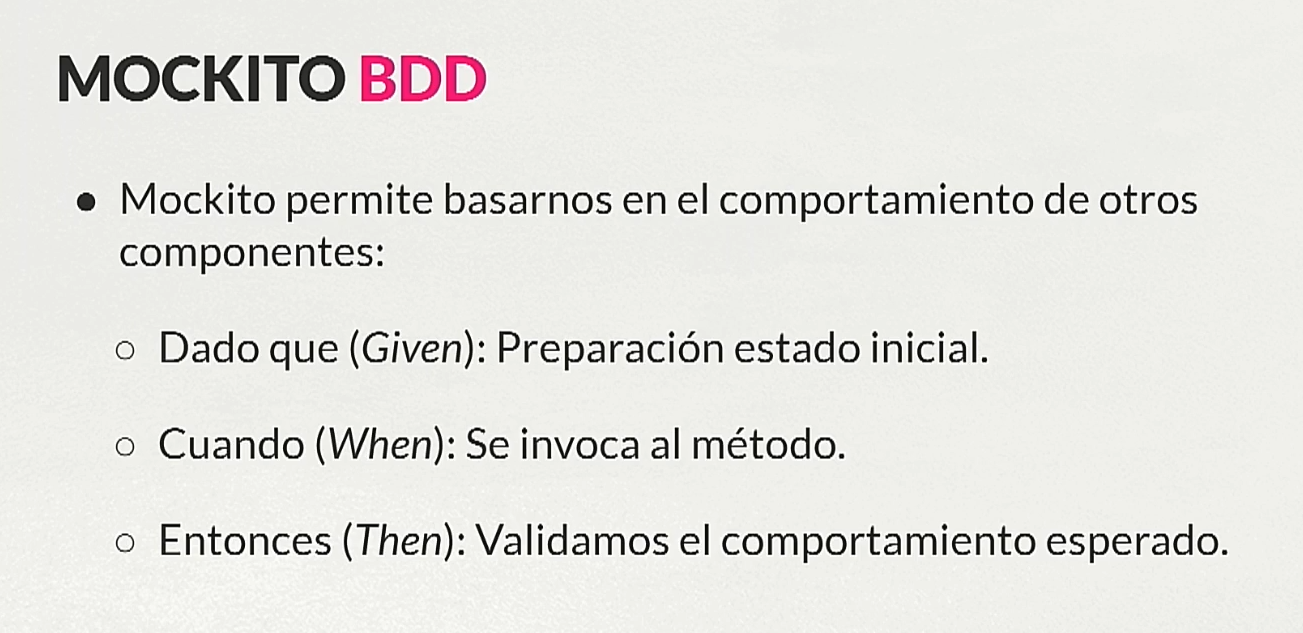 MOCKITO BDD
● Mockito permite basarnos en el comportamiento de otros
componentes:
○ Dado que (Given): Preparación estado inicial.
○ Cuando (When): Se invoca al método.
○ Entonces (Then): Validamos el comportamiento esperado.